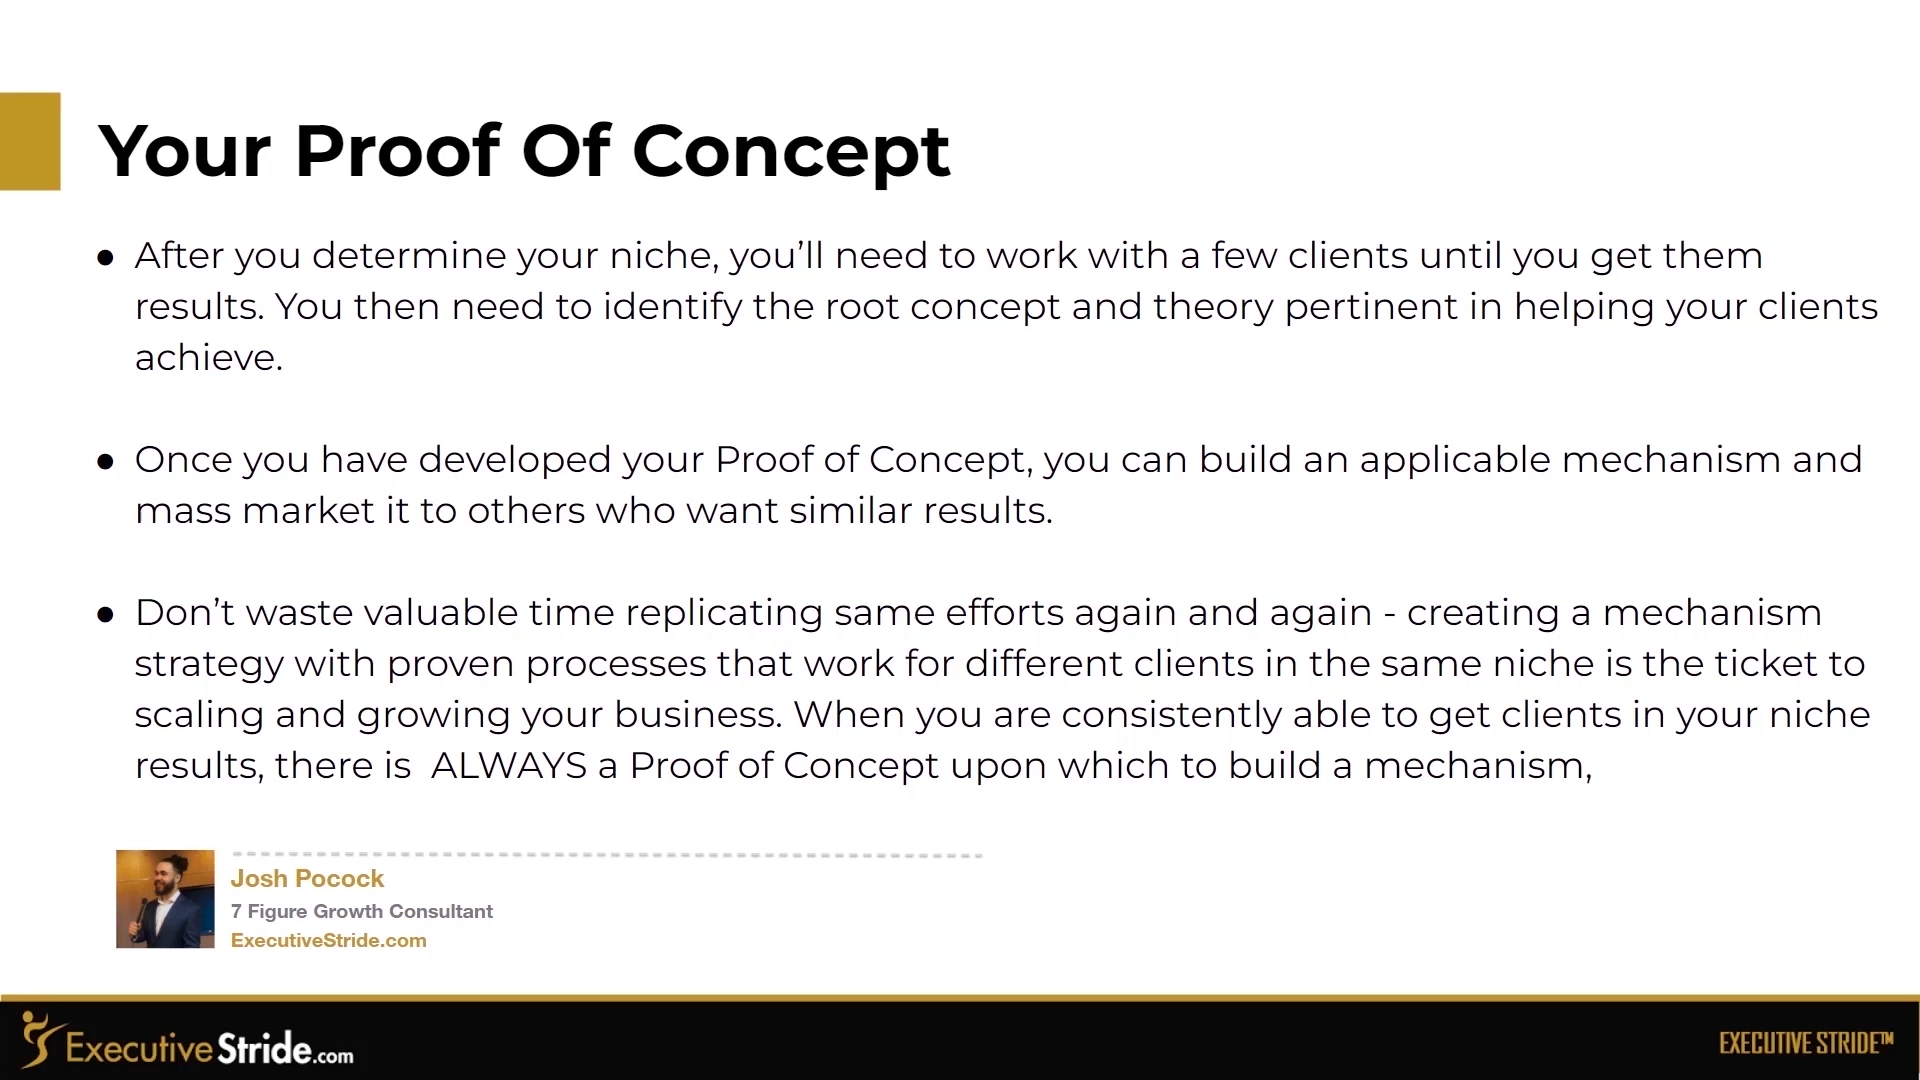 Your Proof Of Concept
● After you determine your niche, you’ll need to work with a few clients until you get them
results. You then need to identify the root concept and theory pertinent in helping your clients
achieve.
● Once you have developed your Proof of Concept, you can build an applicable mechanism and
mass market it to others who want similar results.
● Don’t waste valuable time replicating same efforts again and again - creating a mechanism
strategy with proven processes that work for different clients in the same niche is the ticket to
scaling and growing your business. When you are consistently able to get clients in your niche
results, there is  ALWAYS a Proof of Concept upon which to build a mechanism,
Josh Pocock
7 Figure Growth Consultant
ExecutiveStride.com
ExecutiveStride.com
EXECUTIVE STRIDE™